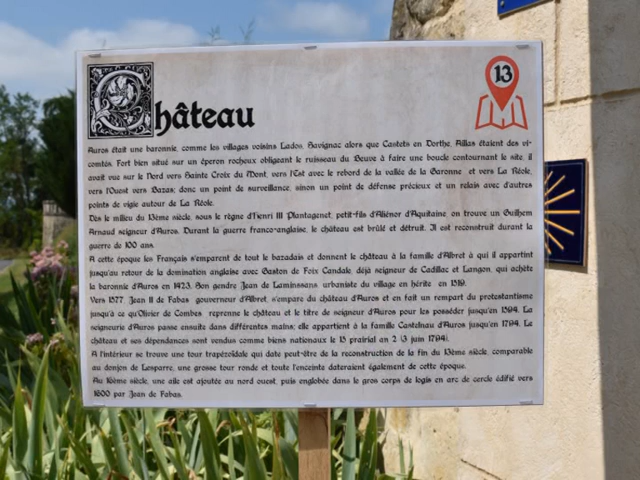 Château
13
Auros était une baronnie, comme les villages voisins Lados, Savignac alors que Castets en Dorthe, Aillas étaient des vi-
comtés. Fort bien situé sur un éperon rocheux obligeant le ruisseau du Beuve à faire une boucle contournant le site, il
avait vue sur le Nord vers Sainte Croix du Mont, vers l'Est avec le rebord de la vallée de la Garonne et vers La Réole,
vers l'Ouest vers Bazas; donc un point de surveillance, sinon un point de défense précieux et un relais avec d'autres
points de vigie autour de La Réole.
Dès le milieu du 13ème siècle, sous le règne d'Henri III Plantagenet, petit-fils d'Aliénor d'Aquitaine, on trouve un Guilhem
Arnaud seigneur d'Auros. Durant la guerre franco-anglaise, le château est brûlé et détruit. Il est reconstruit durant la
guerre de 100 ans.
A cette époque les Français s'emparent de tout le bazadais et donnent le château à la famille d'Albret à qui il appartint
jusqu'au retour de la domination anglaise avec Gaston de Foix Candale, déjà seigneur de Cadillac et Langon, qui achète
la baronnie d'Auros en 1423. Son gendre Jean de Laminssans urbaniste du village en hérite en 1519.
Vers 1577 Jean II de Fabas gouverneur d'Albret, s'empare du château d'Auros et en fait un rempart du protestantisme
jusqu'à ce qu'Olivier de Combes reprenne le château et le titre de seigneur d'Auros pour les posséder jusqu'en 1594. La
seigneurie d'Auros passe ensuite dans différentes mains; elle appartient à la famille Castelnau d'Auros jusqu'en 1794. Le
château et ses dépendances sont vendus comme biens nationaux le 15 prairial an 2 (3 juin 1794).
A l'intérieur se trouve une tour trapézoïdale qui date peut-être de la reconstruction de la fin du 13ème siècle, comparable
au donjon de Lesparre, une grosse tour ronde et toute l'enceinte dateraient également de cette époque.
Au 16ème siècle, une aile est ajoutée au nord ouest, puis englobée dans le gros corps de logis en arc de cercle édifié vers
1600 par Jean de Fabas.